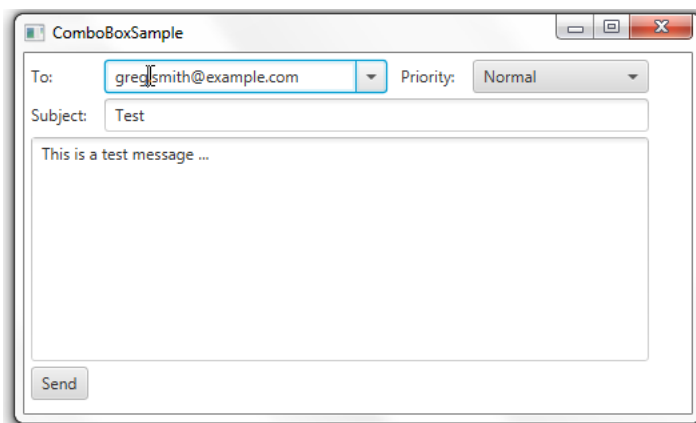 ComboBoxSample
To: greg.smith@example.com Priority: Normal
Subject: Test
This is a test message ...
Send